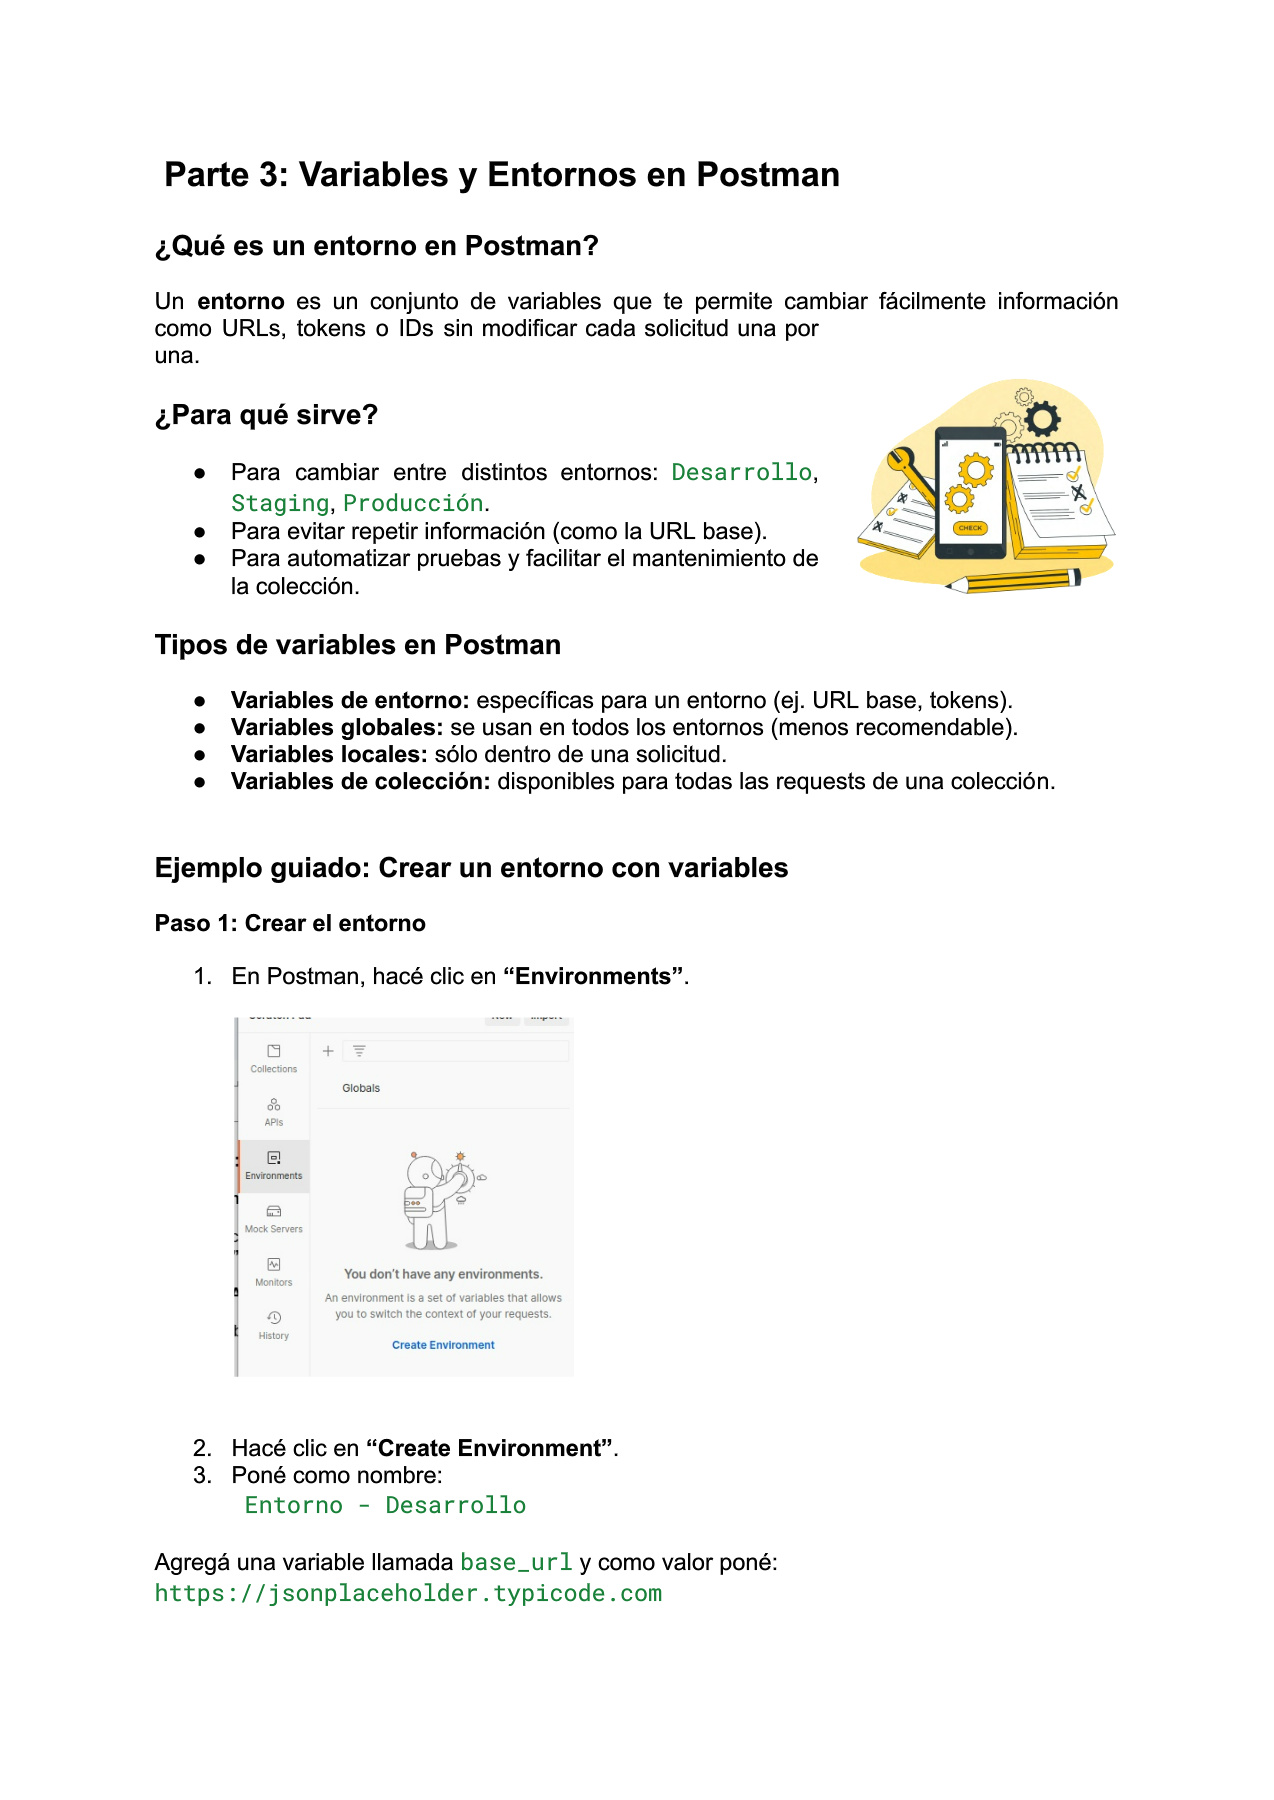 Parte 3: Variables y Entornos en Postman
¿Qué es un entorno en Postman?
Un entorno es un conjunto de variables que te permite cambiar fácilmente información
como URLs, tokens o IDs sin modificar cada solicitud una por
una.
¿Para qué sirve?
● Para cambiar entre distintos entornos: Desarrollo,
Staging, Producción.
● Para evitar repetir información (como la URL base).
● Para automatizar pruebas y facilitar el mantenimiento de
la colección.
CHECK
Tipos de variables en Postman
● Variables de entorno: específicas para un entorno (ej. URL base, tokens).
● Variables globales: se usan en todos los entornos (menos recomendable).
● Variables locales: sólo dentro de una solicitud.
● Variables de colección: disponibles para todas las requests de una colección.
Ejemplo guiado: Crear un entorno con variables
Paso 1: Crear el entorno
1. En Postman, hacé clic en “Environments”.
New Import
Collections
Globals
APIs
Environments
Mock Servers
Monitors
History
You don't have any environments.
An environment is a set of variables that allows
you to switch the context of your requests.
Create Environment
2. Hacé clic en “Create Environment”.
3. Poné como nombre:
Entorno - Desarrollo
Agregá una variable llamada base_url y como valor poné:
https://jsonplaceholder.typicode.com